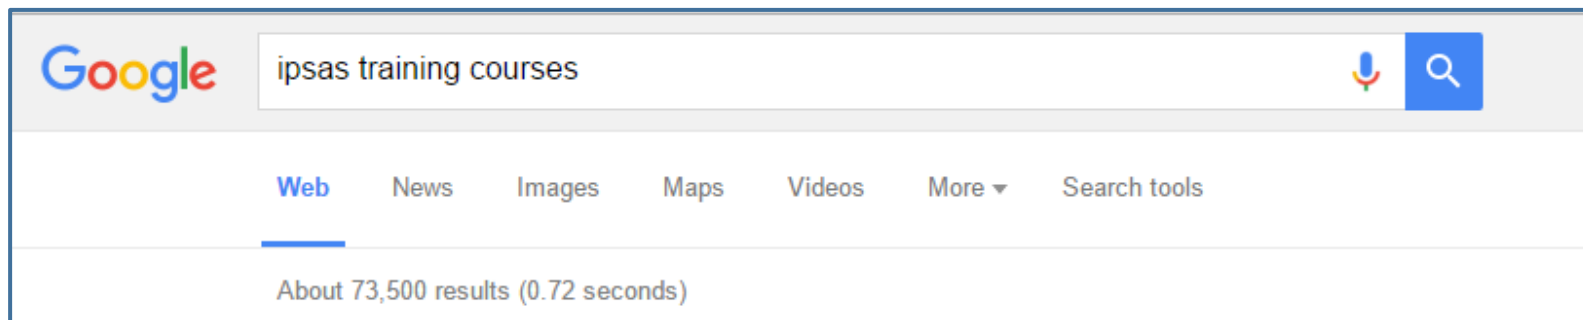 Google ipsas training courses
Web News Images Maps Videos More Search tools
About 73,500 results (0.72 seconds)